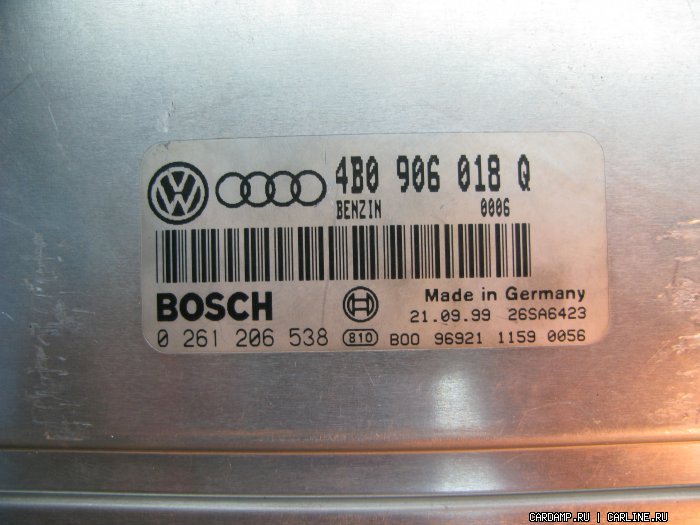 4B0 906 018 Q
BENZIN 0006
BOSCH
Made in Germany
21.09.99 26SA6423
0 261 206 538 810 B00 96921 1159 0056
CARDAMP.RU | CARLINE.RU